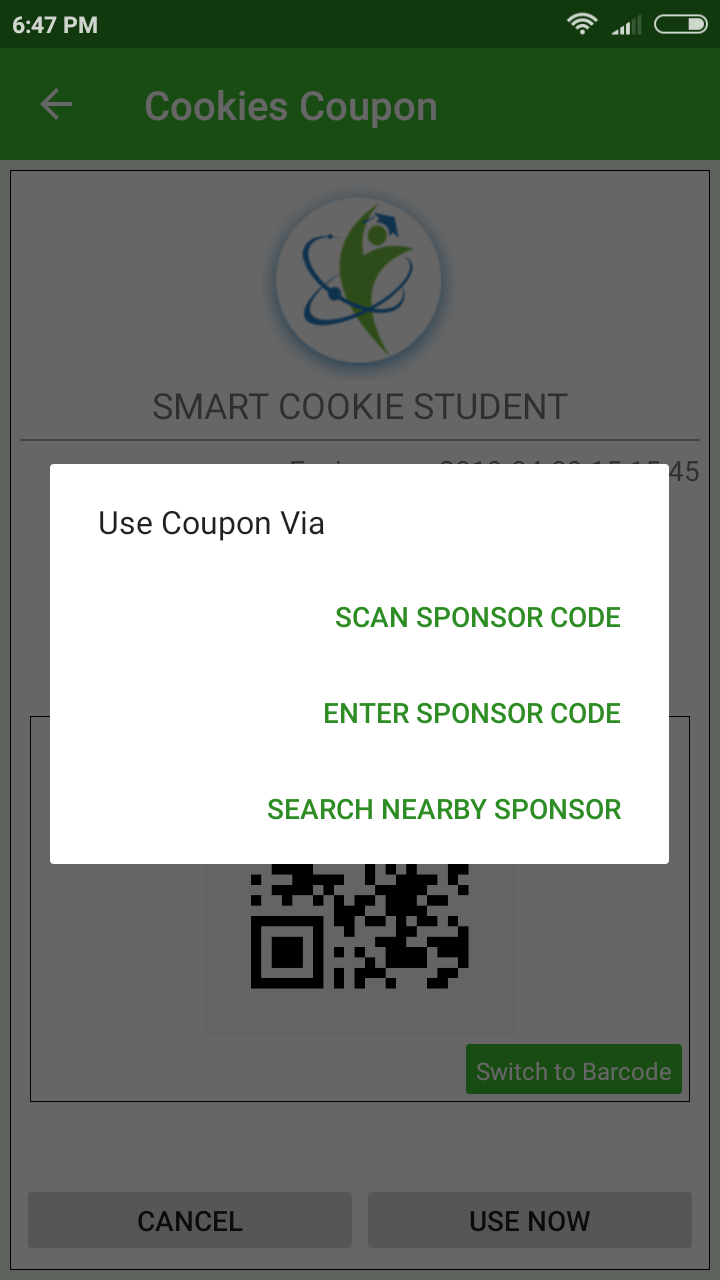 6:47 PM
Cookies Coupon
SMART COOKIE STUDENT
45
Use Coupon Via
SCAN SPONSOR CODE
ENTER SPONSOR CODE
SEARCH NEARBY SPONSOR
Switch to Barcode
CANCEL
USE NOW